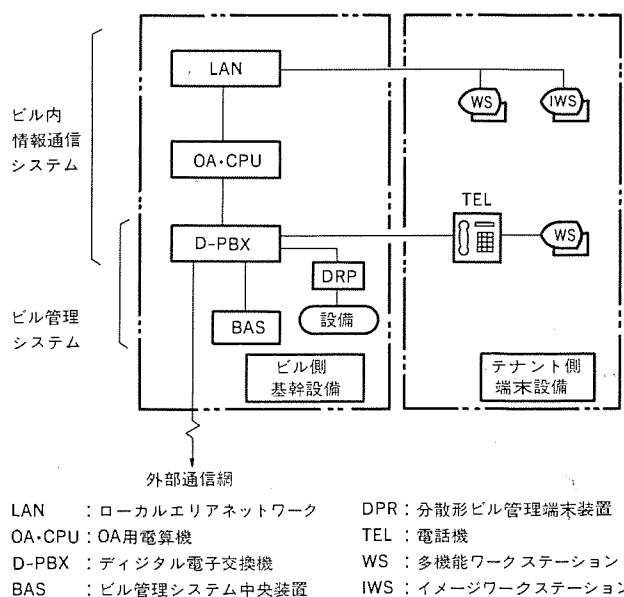 ビル内
情報通信
システム
ビル管理
システム
LAN
OA・CPU
D-PBX
BAS
DRP
設備
ビル側
基幹設備
WS
IWS
TEL
WS
テナント側
端末設備
外部通信網
LAN :ローカルエリアネットワーク
OA・CPU :OA用電算機
D-PBX :ディジタル電子交換機
BAS :ビル管理システム中央装置
DPR :分散形ビル管理端末装置
TEL :電話機
WS :多機能ワークステーション
IWS :イメージワークステーション